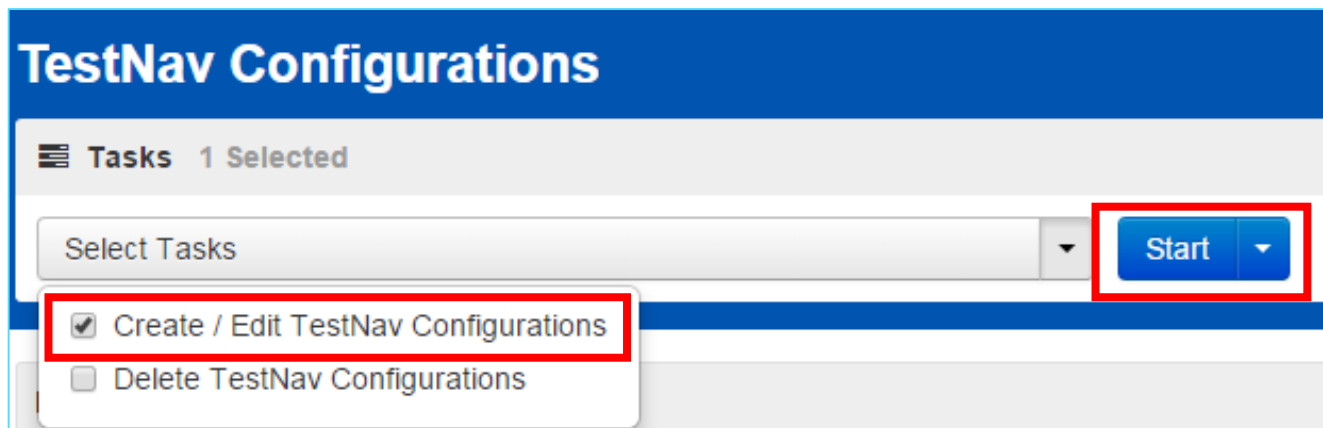 TestNav Configurations
Tasks 1 Selected
Select Tasks
Start
Create / Edit TestNav Configurations
Delete TestNav Configurations